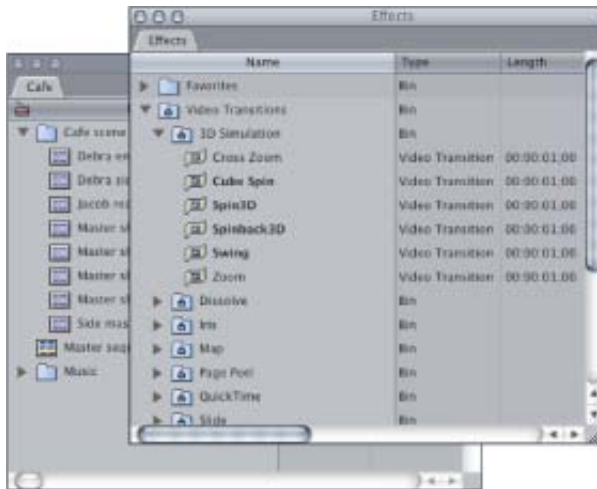 Effects
Effects
Name Type Length
Favorites Bin
Video Transitions Bin
3D Simulation Bin
Cross Zoom Video Transition 00:00:01;00
Cube Spin Video Transition 00:00:01;00
Spin3D Video Transition 00:00:01;00
Spinback3D Video Transition 00:00:01;00
Swing Video Transition 00:00:01;00
Zoom Video Transition 00:00:01;00
Dissolve Bin
Iris Bin
Map Bin
Page Peel Bin
QuickTime Bin
Slide Bin
Cafe
Cafe scene
Debra en
Debra
Jacob
Master s
Master s
Master s
Master s
Side mas
Master seq
Music